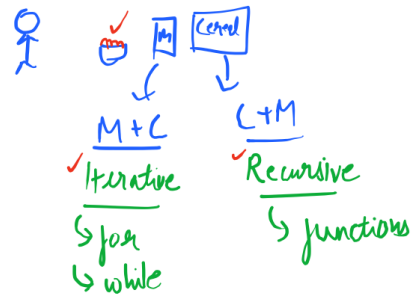 M Cereal
M + C
C + M
Iterative
Recursive
for
functions
while